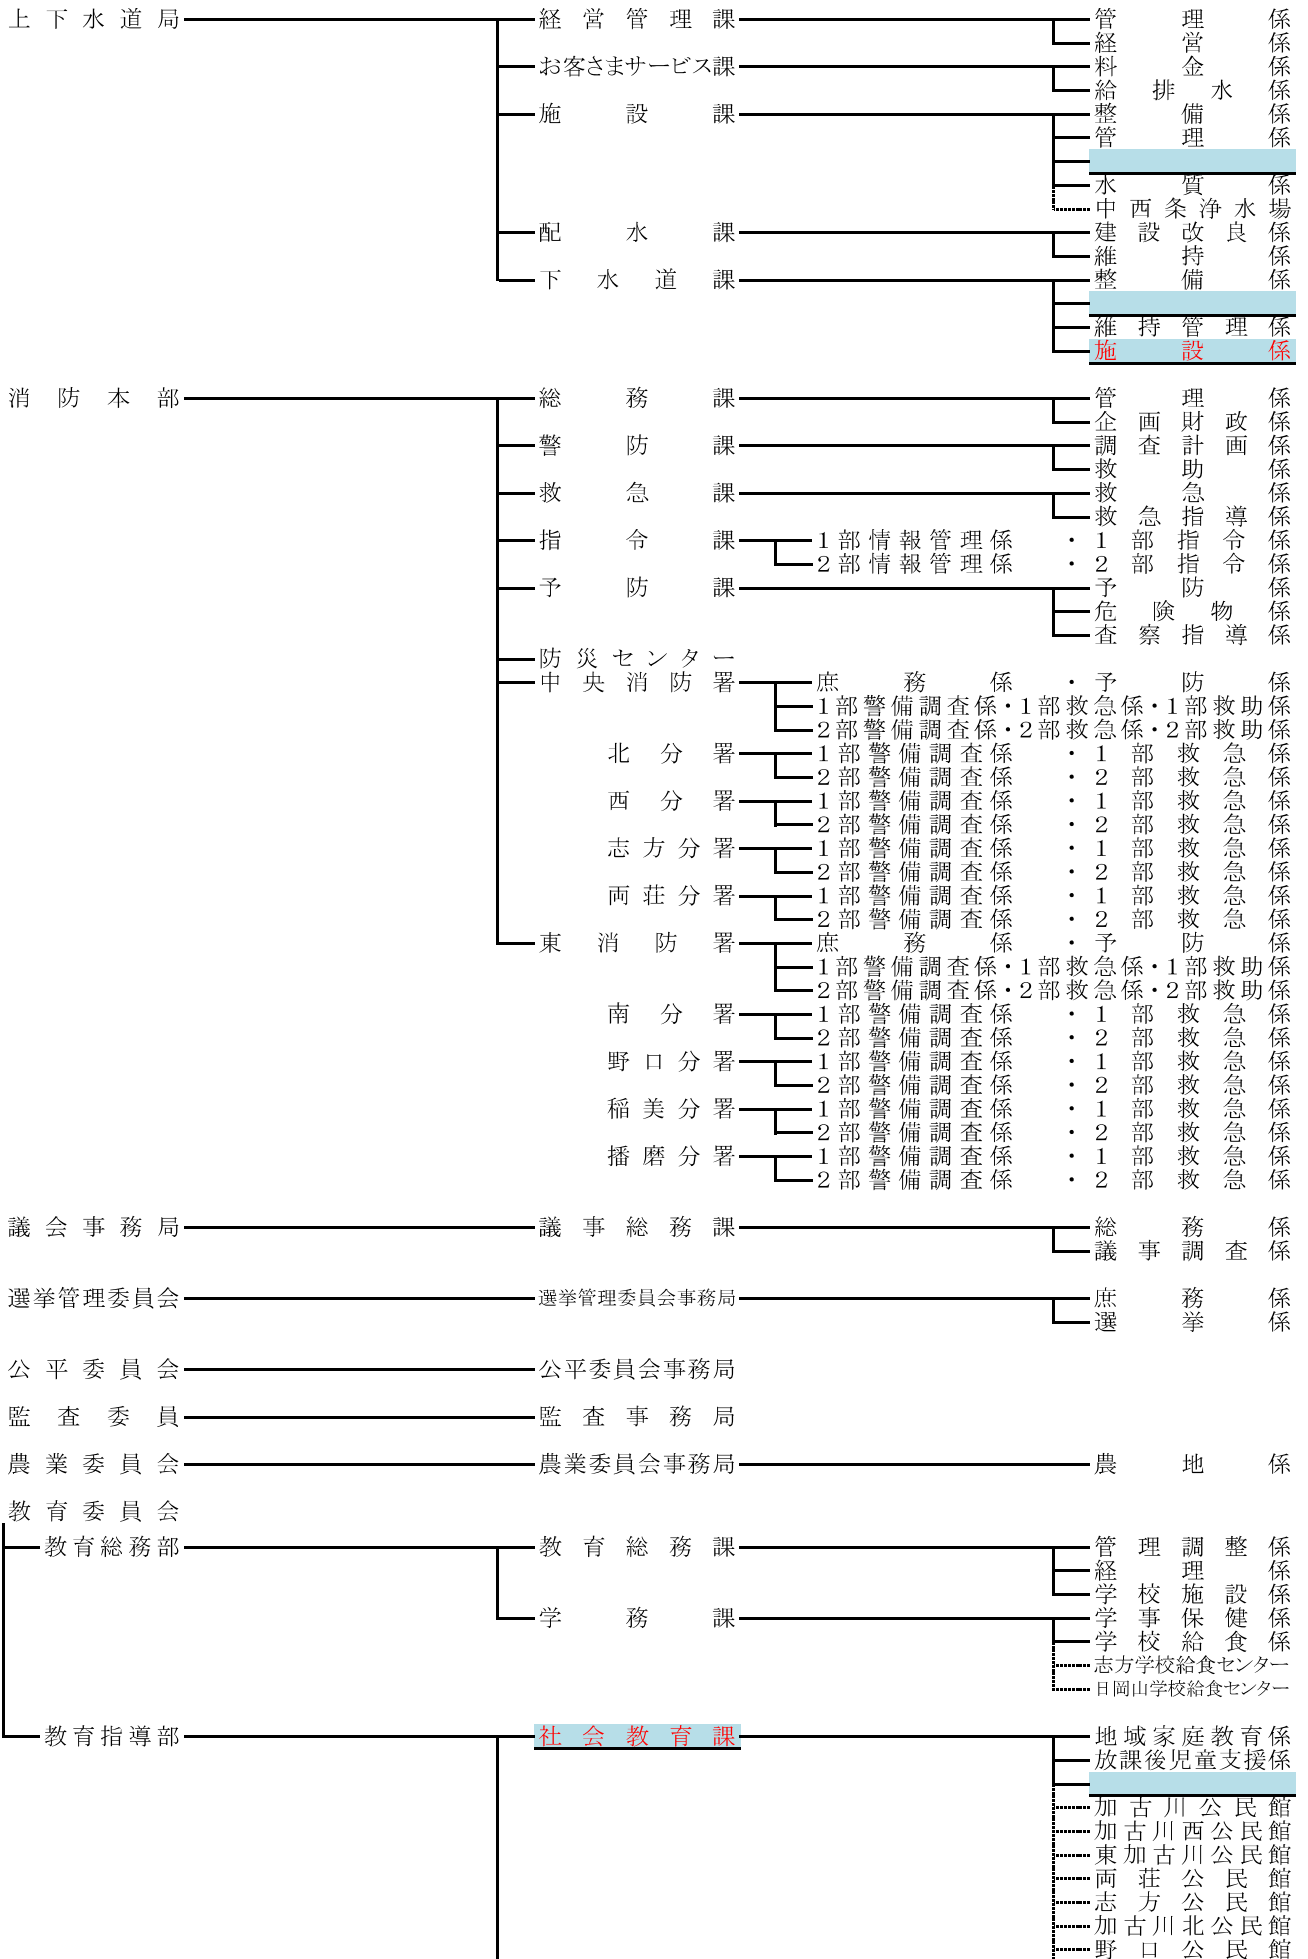 上下水道局 経営管理課 管理係
経営係
お客さまサービス課 料金係
給排水係
施設課 整備係
管理係
水質係
中西条浄水場
配水課 建設改良係
維持係
下水道課 整備係
維持管理係
施設係
消防本部 総務課 管理係
企画財政係
警防課 調査計画係
救助係
救急課 救急係
救急指導係
指令課 1部情報管理係・1部指令係
2部情報管理係・2部指令係
予防課 予防係
危険物係
査察指導係
防災センター
中央消防署 庶務係・予防係
1部警備調査係・1部救急係・1部救助係
2部警備調査係・2部救急係・2部救助係
北分署 1部警備調査係・1部救急係
2部警備調査係・2部救急係
西分署 1部警備調査係・1部救急係
2部警備調査係・2部救急係
志方分署 1部警備調査係・1部救急係
2部警備調査係・2部救急係
両荘分署 1部警備調査係・1部救急係
2部警備調査係・2部救急係
東消防署 庶務係・予防係
1部警備調査係・1部救急係・1部救助係
2部警備調査係・2部救急係・2部救助係
南分署 1部警備調査係・1部救急係
2部警備調査係・2部救急係
野口分署 1部警備調査係・1部救急係
2部警備調査係・2部救急係
稲美分署 1部警備調査係・1部救急係
2部警備調査係・2部救急係
播磨分署 1部警備調査係・1部救急係
2部警備調査係・2部救急係
議会事務局 議事総務課 総務係
議事調査係
選挙管理委員会 選挙管理委員会事務局 庶務係
選挙係
公平委員会 公平委員会事務局
監査委員 監査事務局
農業委員会 農業委員会事務局 農地係
教育委員会
教育総務部 教育総務課 管理調整係
経理係
学校施設係
学務課 学事保健係
学校給食係
志方学校給食センター
日岡山学校給食センター
教育指導部 社会教育課 地域家庭教育係
放課後児童支援係
加古川公民館
加古川西公民館
東加古川公民館
両荘公民館
志方公民館
加古川北公民館
野口公民館